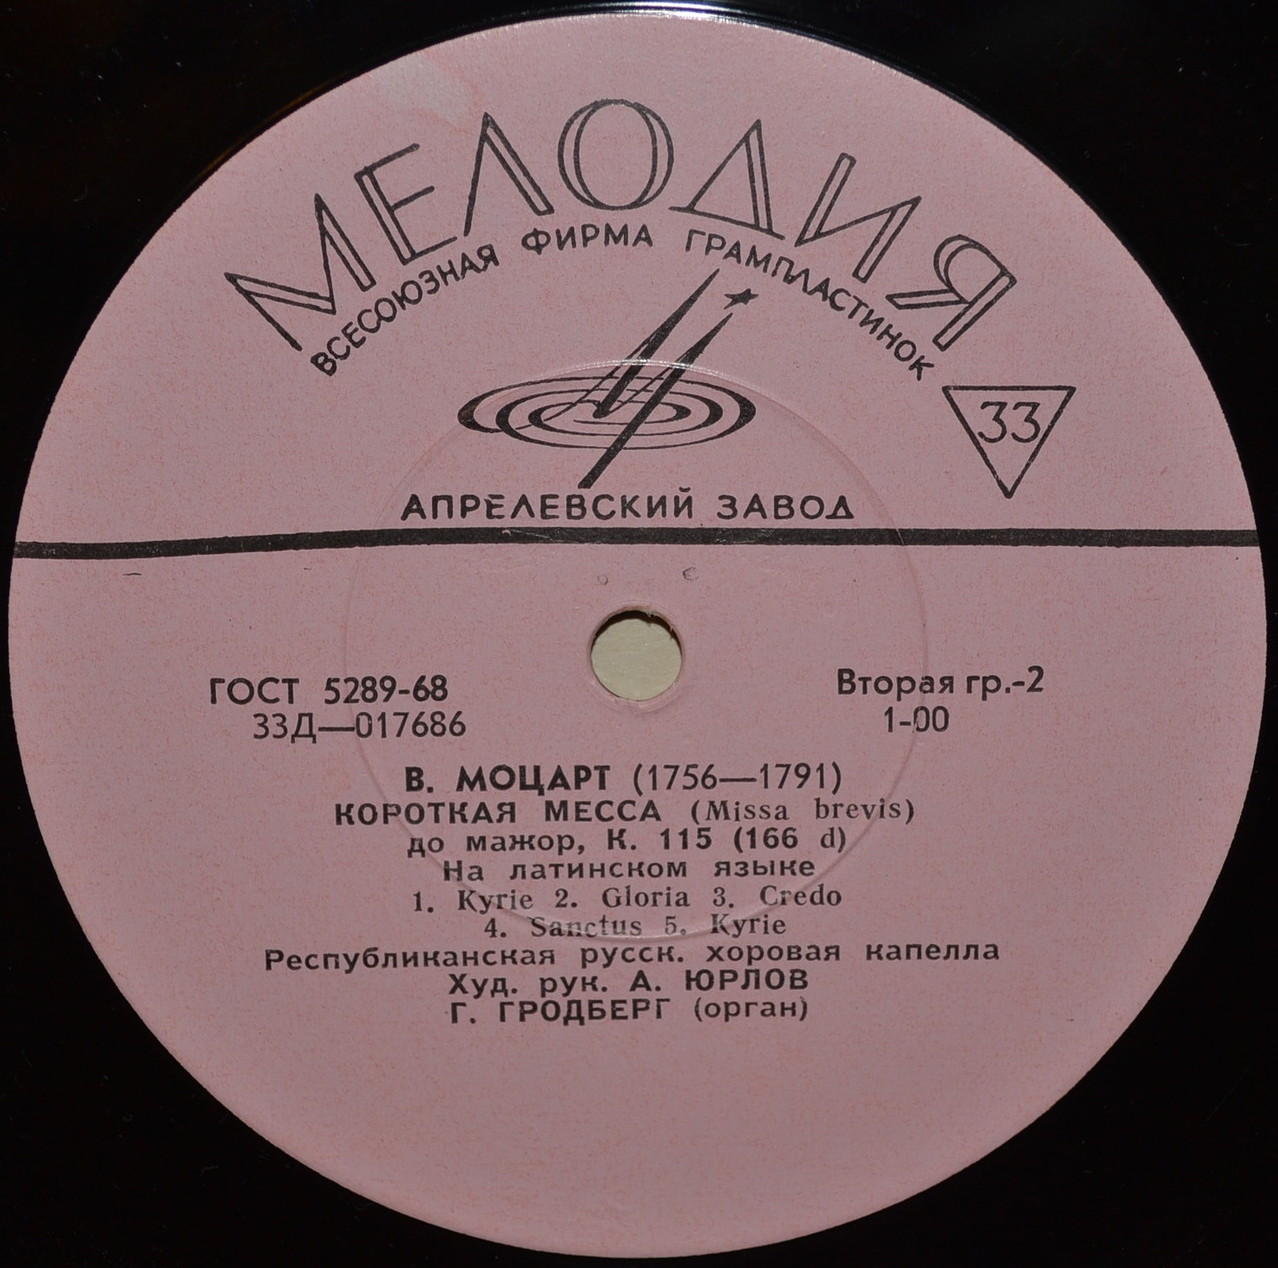 МЕЛОДИЯ
ВСЕСОЮЗНАЯ ФИРМА ГРАМПЛАСТИНОК
33
АПРЕЛЕВСКИЙ ЗАВОД
ГОСТ 5289-68
33Д—017686
Вторая гр.-2
1-00
В. МОЦАРТ (1756—1791)
КОРОТКАЯ МЕССА (Missa brevis)
до мажор, К. 115 (166 d)
На латинском языке
1. Kyrie 2. Gloria 3. Credo
4. Sanctus 5. Kyrie
Республиканская русск. хоровая капелла
Худ. рук. А. ЮРЛОВ
Г. ГРОДБЕРГ (орган)